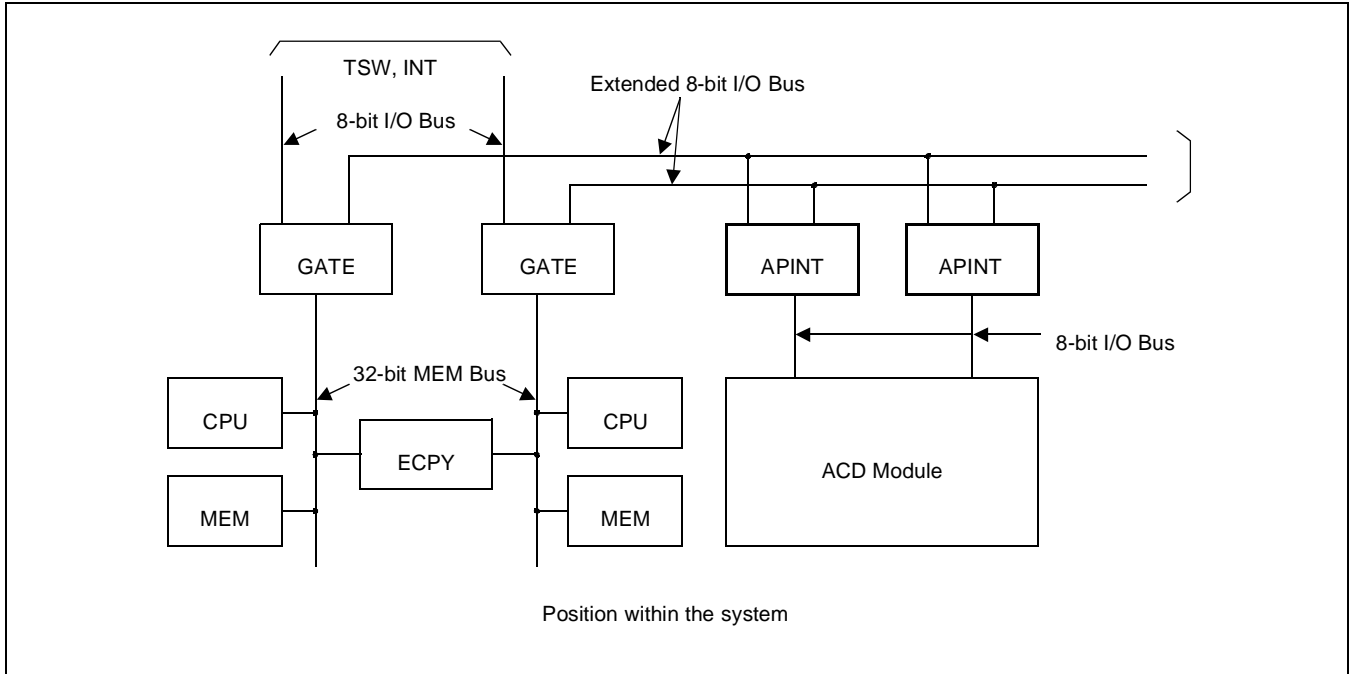 TSW, INT
Extended 8-bit I/O Bus
8-bit I/O Bus
GATE
GATE
APINT
APINT
8-bit I/O Bus
32-bit MEM Bus
CPU
CPU
ECPY
ACD Module
MEM
MEM
Position within the system